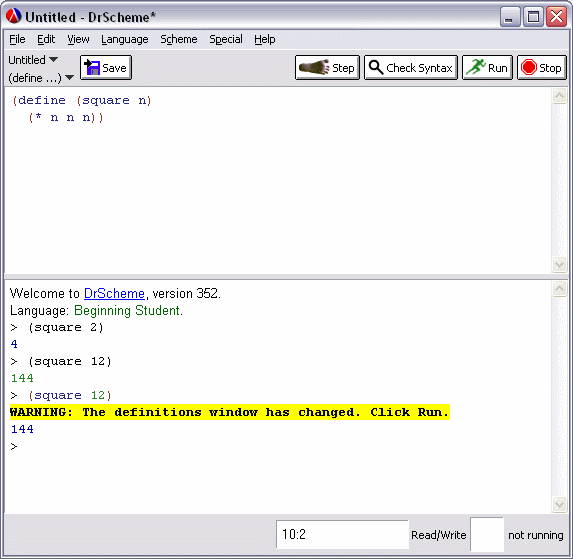 Untitled - DrScheme*
File Edit View Language Scheme Special Help
Untitled
(define ...) Save Step Check Syntax Run Stop
(define (square n)
  (* n n n))
Welcome to DrScheme, version 352.
Language: Beginning Student.
> (square 2)
4
> (square 12)
144
> (square 12)
WARNING: The definitions window has changed. Click Run.
144
>
10:2 Read/Write not running